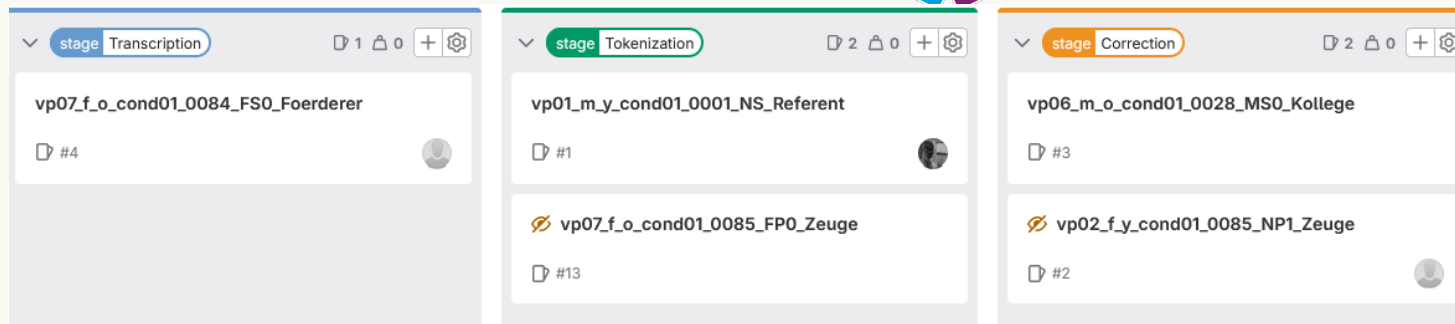 stage Transcription 1 0
vp07_f_o_cond01_0084_FS0_Foerderer
#4
stage Tokenization 2 0
vp01_m_y_cond01_0001_NS_Referent
#1
vp07_f_o_cond01_0085_FP0_Zeuge
#13
stage Correction 2 0
vp06_m_o_cond01_0028_MS0_Kollege
#3
vp02_f_y_cond01_0085_NP1_Zeuge
#2